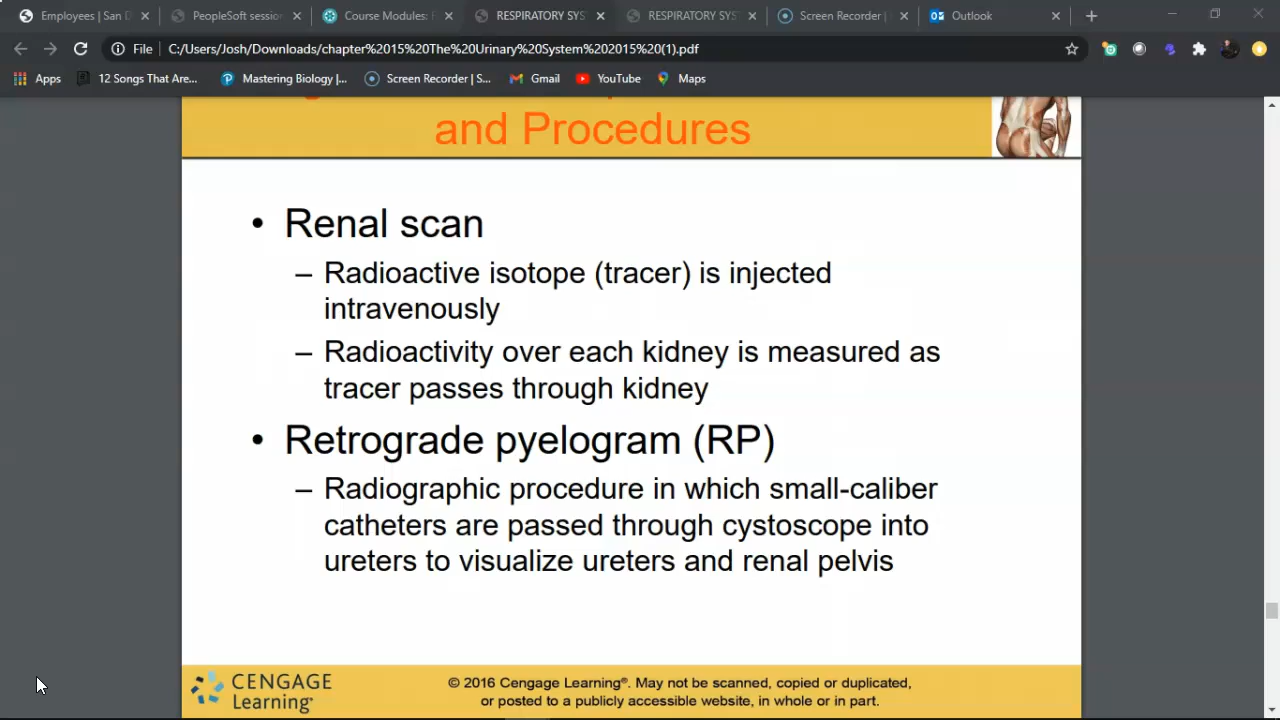 Employees | San D
PeopleSoft sessio
Course Modules: F
RESPIRATORY SYS
RESPIRATORY SYS
Screen Recorder |
Outlook
File
C:/Users/Josh/Downloads/chapter%2015%20The%20Urinary%20System%202015%20(1).pdf
Apps
12 Songs That Are...
Mastering Biology |...
Screen Recorder | S...
Gmail
YouTube
Maps
and Procedures
• Renal scan
– Radioactive isotope (tracer) is injected
intravenously
– Radioactivity over each kidney is measured as
tracer passes through kidney
• Retrograde pyelogram (RP)
– Radiographic procedure in which small-caliber
catheters are passed through cystoscope into
ureters to visualize ureters and renal pelvis
CENGAGE
Learning™
© 2016 Cengage Learning®. May not be scanned, copied or duplicated,
or posted to a publicly accessible website, in whole or in part.